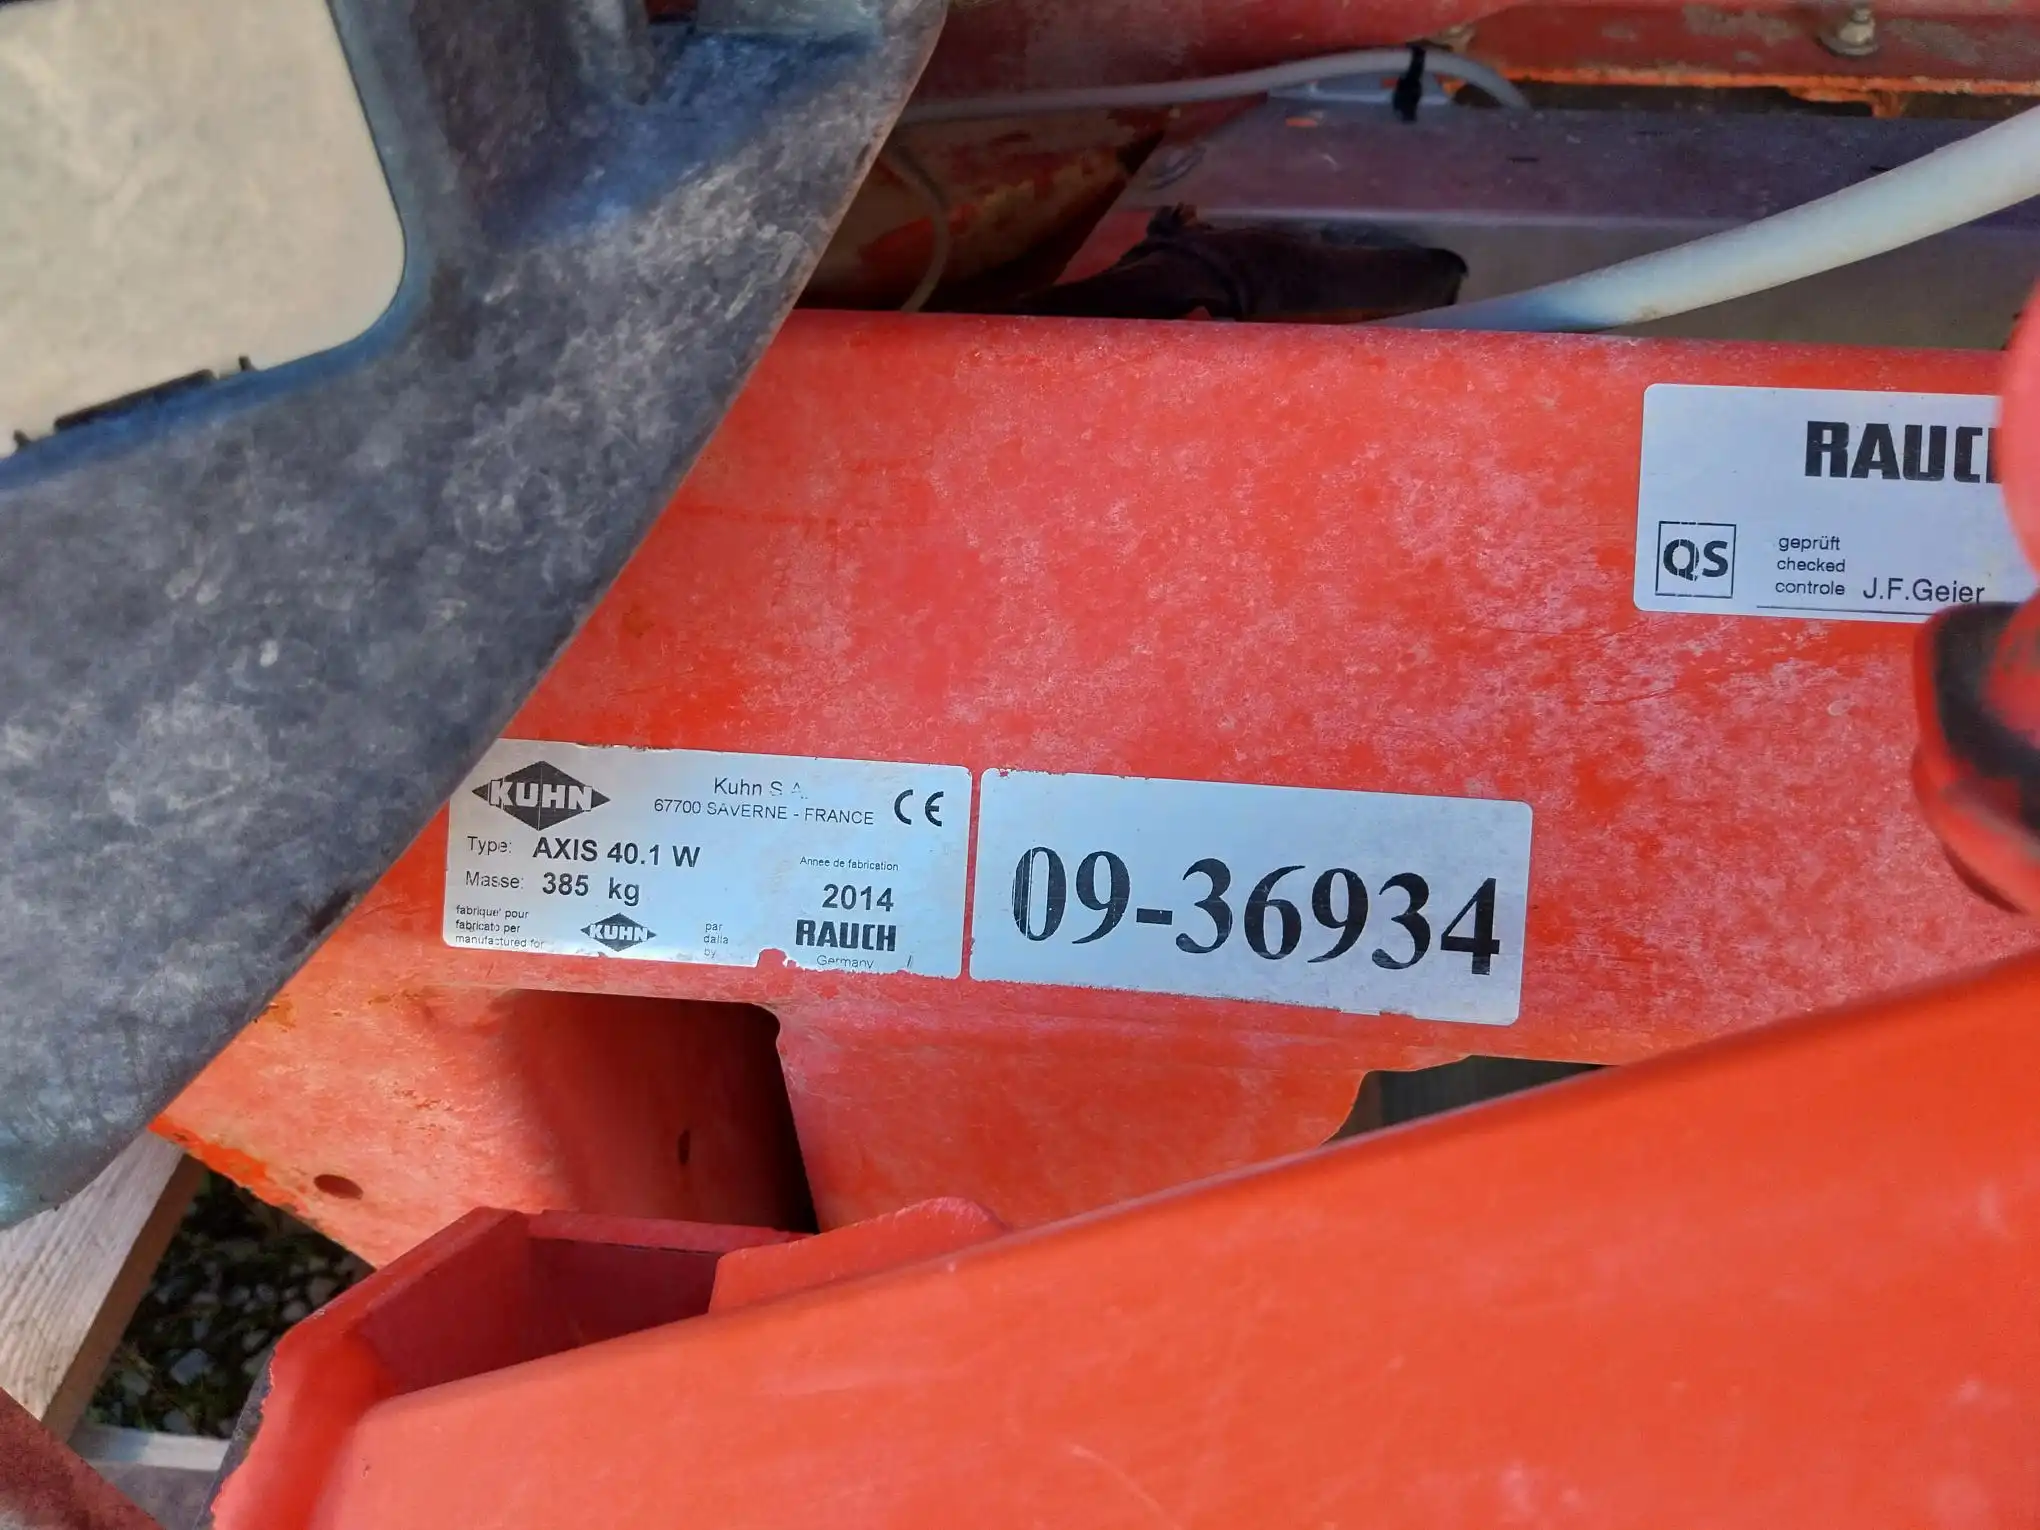 RAUC
QS
geprüft
checked
controle J.F.Geier
KUHN
Kuhn S.A.
67700 SAVERNE - FRANCE
CE
Type: AXIS 40.1 W
Masse: 385 kg
Annee de fabrication
2014
fabrique' pour
fabricato per
manufactured for
KUHN
par
dalla
by
RAUCH
Germany
09-36934